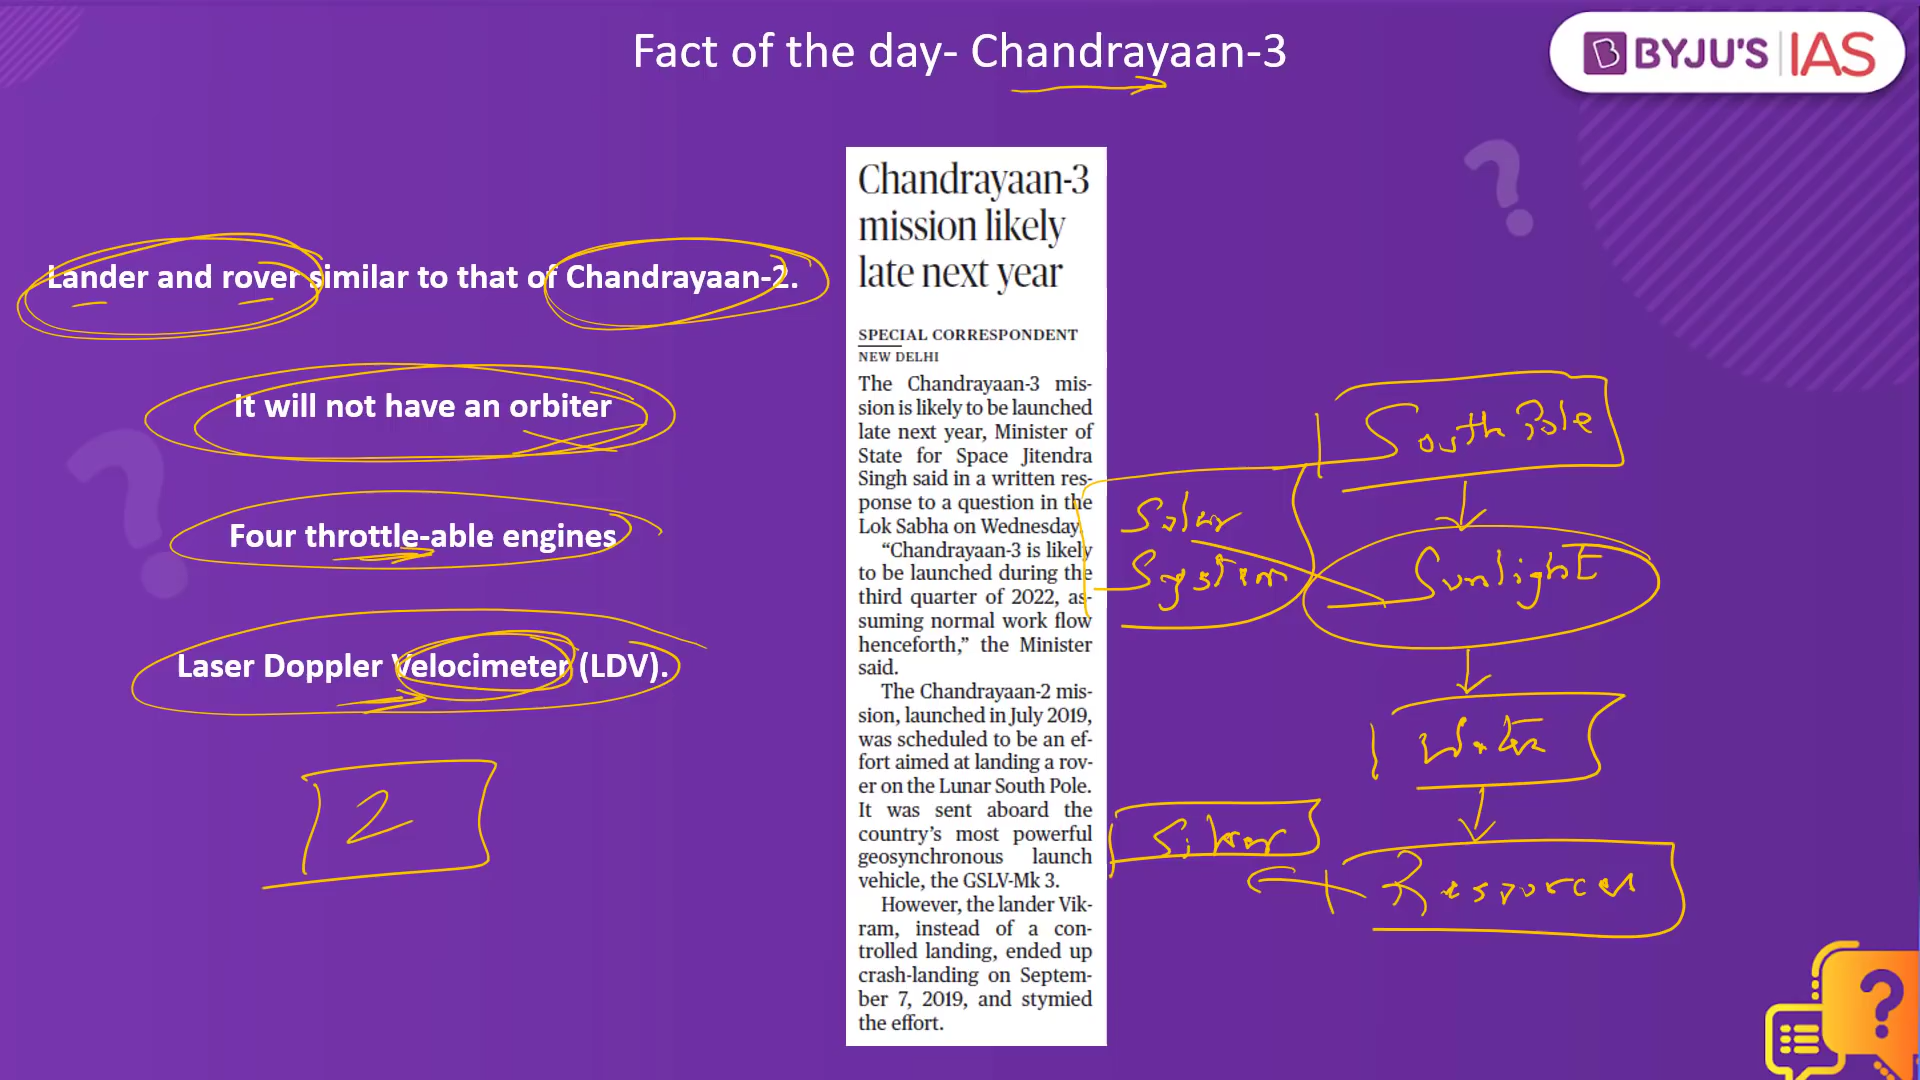 Fact of the day- Chandrayaan-3
BYJU'S IAS
Lander and rover similar to that of Chandrayaan-2.
It will not have an orbiter
Four throttle-able engines
Laser Doppler Velocimeter (LDV).
2
Chandrayaan-3
mission likely
late next year
SPECIAL CORRESPONDENT
NEW DELHI
The Chandrayaan-3 mis-
sion is likely to be launched
late next year, Minister of
State for Space Jitendra
Singh said in a written res-
ponse to a question in the
Lok Sabha on Wednesday.
“Chandrayaan-3 is likely
to be launched during the
third quarter of 2022, as-
suming normal work flow
henceforth,” the Minister
said.
The Chandrayaan-2 mis-
sion, launched in July 2019,
was scheduled to be an ef-
fort aimed at landing a rov-
er on the Lunar South Pole.
It was sent aboard the
country’s most powerful
geosynchronous launch
vehicle, the GSLV-Mk 3.
However, the lander Vik-
ram, instead of a con-
trolled landing, ended up
crash-landing on Septem-
ber 7, 2019, and stymied
the effort.
South Pole
Solar
System
Sunlight
Water
Resources